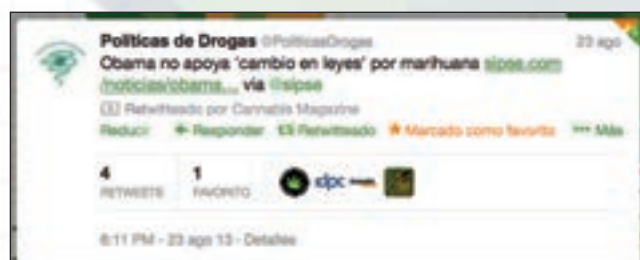 Políticas de Drogas @PoliticasDrogas 23 ago
Obama no apoya 'cambio en leyes' por marihuana sipse.com
/noticias/obama... via @sipse
Retwitteado por Cannabis Magazine
Reducir Responder Retwitteado Marcado como favorito Más
4 1
RETWEETS FAVORITO
idpc
6:11 PM - 23 ago 13 - Detalles